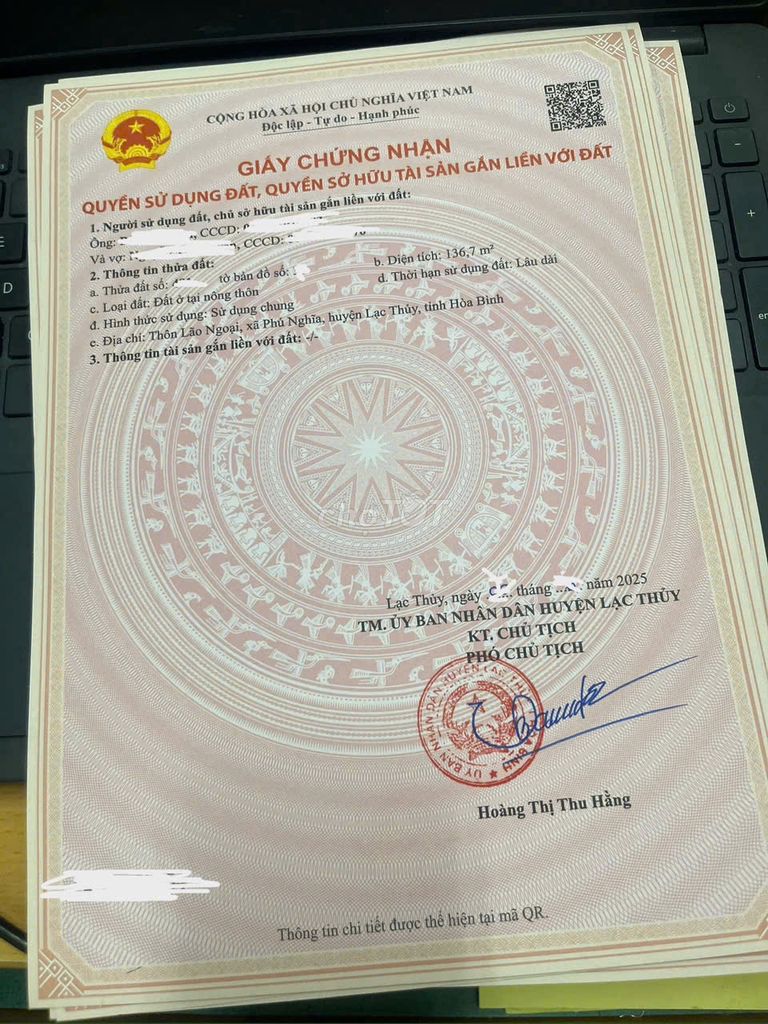 CỘNG HÒA XÃ HỘI CHỦ NGHĨA VIỆT NAM
Độc lập - Tự do - Hạnh phúc
GIẤY CHỨNG NHẬN
QUYỀN SỬ DỤNG ĐẤT, QUYỀN SỞ HỮU TÀI SẢN GẮN LIỀN VỚI ĐẤT
1. Người sử dụng đất, chủ sở hữu tài sản gắn liền với đất:
Ông: , CCCD:
Và vợ: , CCCD:
2. Thông tin thửa đất:
a. Thửa đất số: tờ bản đồ số: b. Diện tích: 136,7 m²
c. Loại đất: Đất ở tại nông thôn d. Thời hạn sử dụng đất: Lâu dài
đ. Hình thức sử dụng: Sử dụng chung
e. Địa chỉ: Thôn Lão Ngoại, xã Phú Nghĩa, huyện Lạc Thủy, tỉnh Hòa Bình
3. Thông tin tài sản gắn liền với đất: -/-
chợTỐT
Lạc Thủy, ngày tháng năm 2025
TM. ỦY BAN NHÂN DÂN HUYỆN LẠC THỦY
KT. CHỦ TỊCH
PHÓ CHỦ TỊCH
Hoàng Thị Thu Hằng
Thông tin chi tiết được thể hiện tại mã QR.